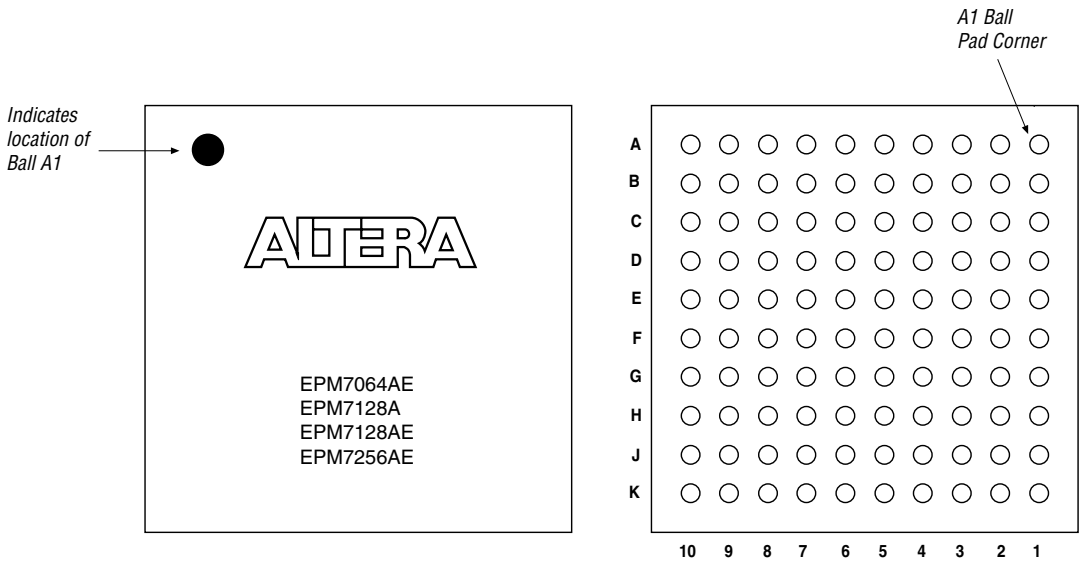 A1 Ball
Pad Corner
Indicates
location of
Ball A1
ALTERA
EPM7064AE
EPM7128A
EPM7128AE
EPM7256AE
A
B
C
D
E
F
G
H
J
K
10 9 8 7 6 5 4 3 2 1